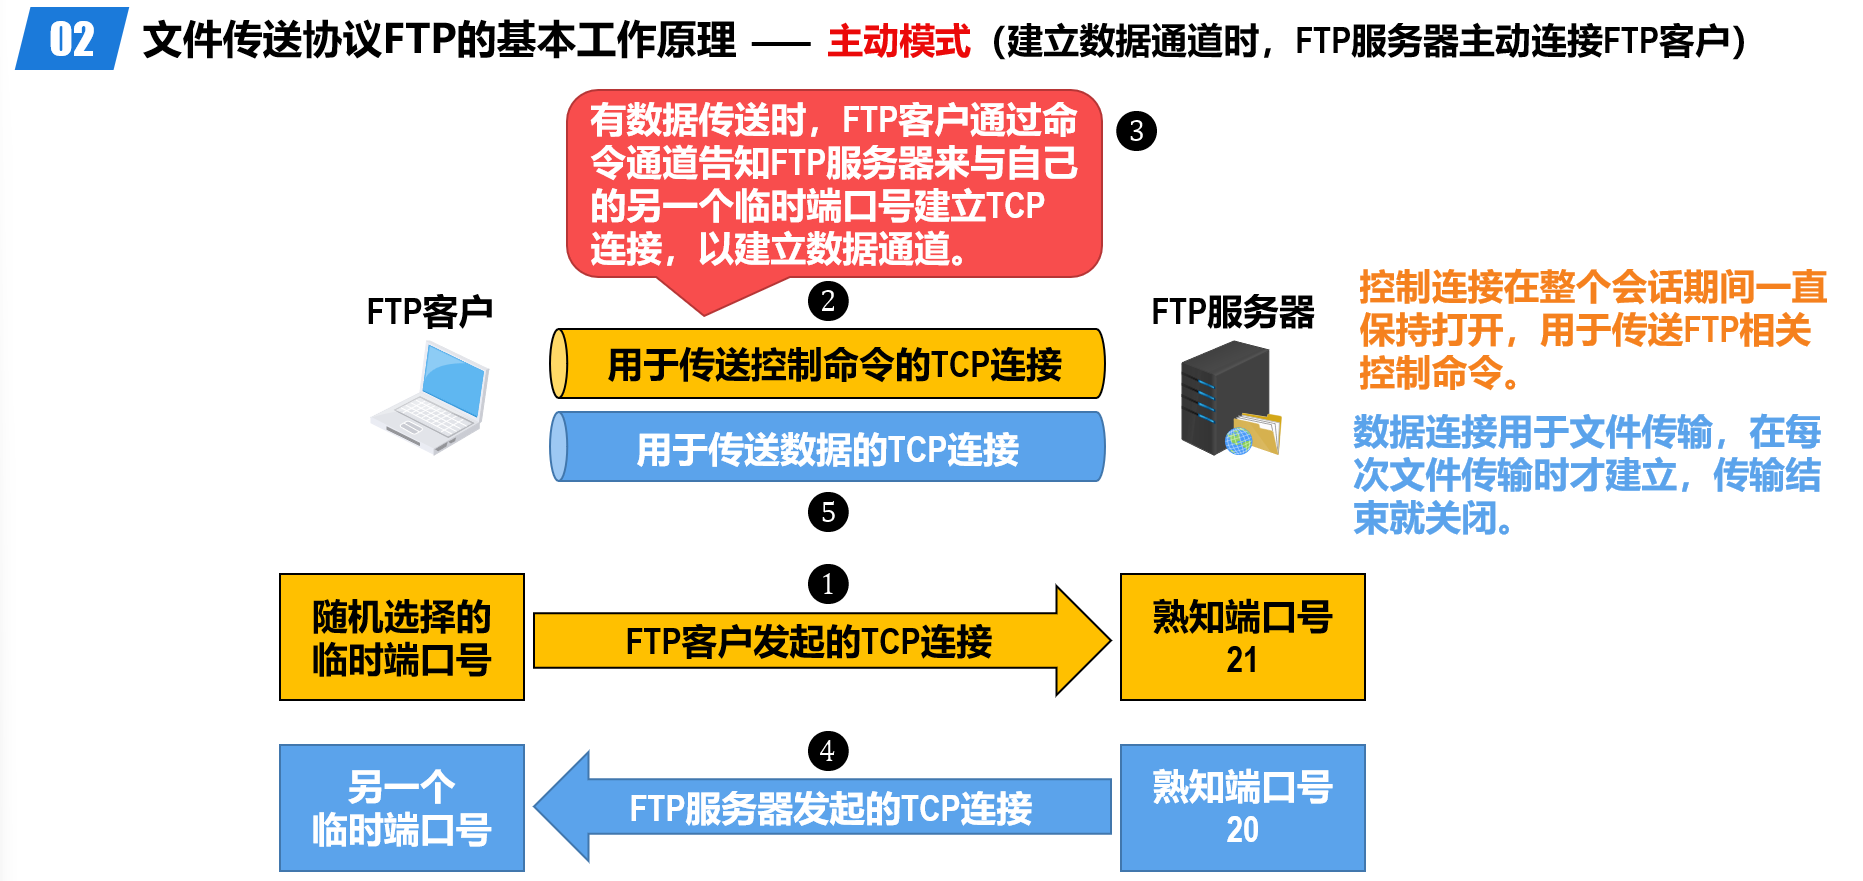 02 文件传送协议FTP的基本工作原理 —— 主动模式（建立数据通道时，FTP服务器主动连接FTP客户）
有数据传送时，FTP客户通过命
令通道告知FTP服务器来与自己
的另一个临时端口号建立TCP
连接，以建立数据通道。
❸
❷
FTP客户
FTP服务器
用于传送控制命令的TCP连接
用于传送数据的TCP连接
❺
控制连接在整个会话期间一直
保持打开，用于传送FTP相关
控制命令。
数据连接用于文件传输，在每
次文件传输时才建立，传输结
束就关闭。
❶
随机选择的
临时端口号
FTP客户发起的TCP连接
熟知端口号
21
❹
另一个
临时端口号
FTP服务器发起的TCP连接
熟知端口号
20